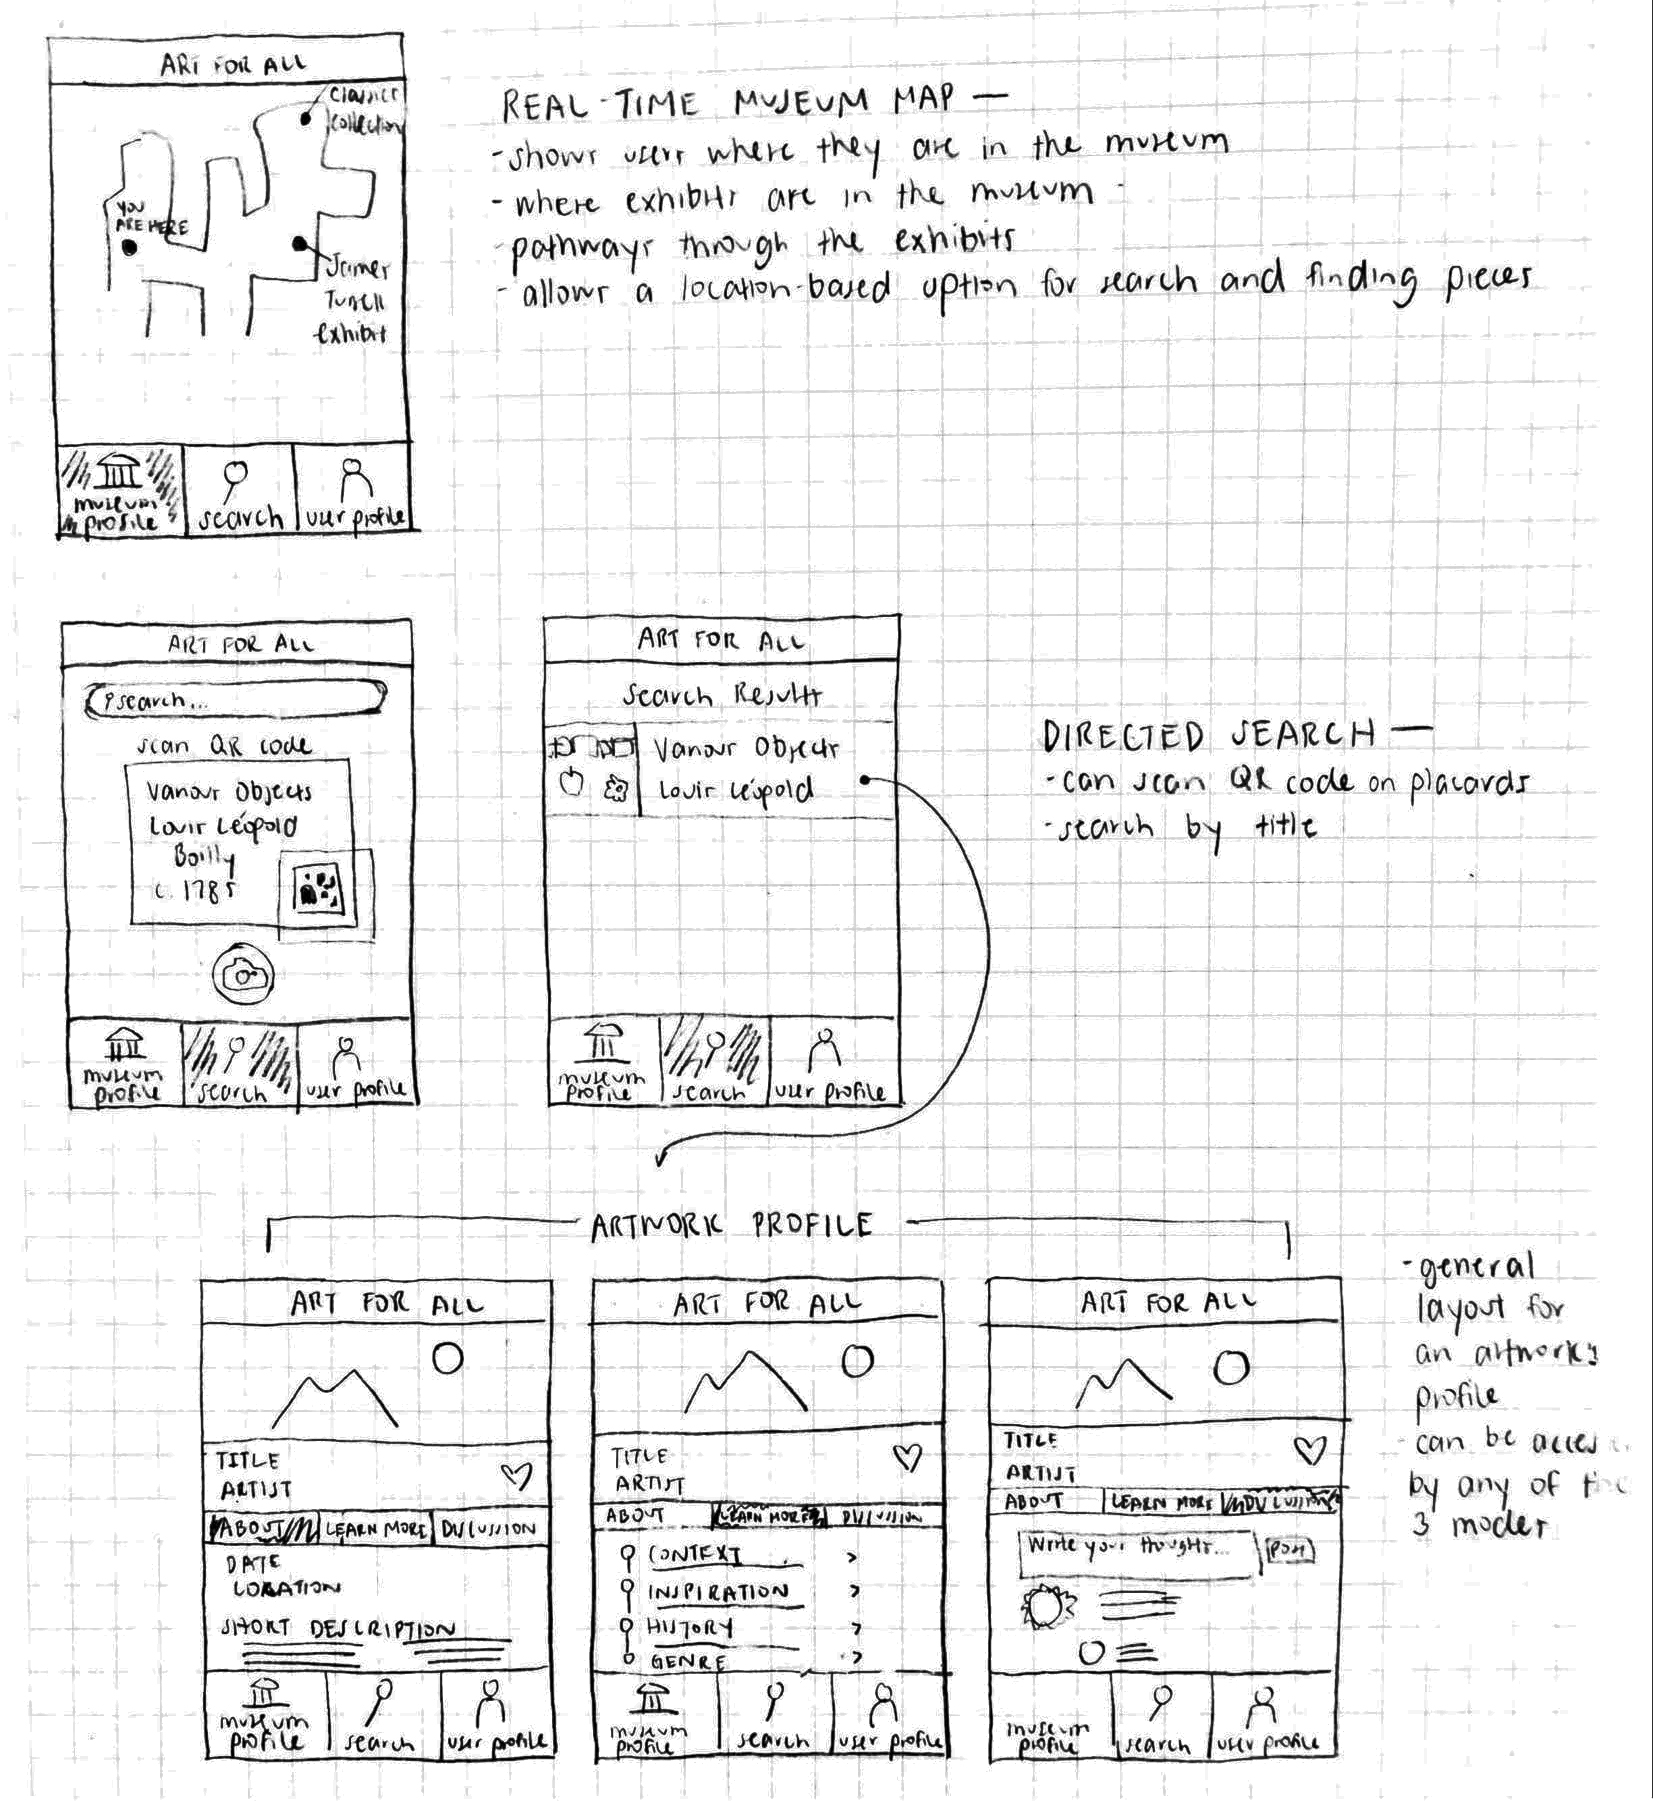 ART FOR ALL
Classics
collection
YOU
ARE HERE
James
Turell
exhibit
museum
profile
search
user profile
REAL-TIME MUSEUM MAP —
- shows users where they are in the museum
- where exhibits are in the museum
- pathways through the exhibits
- allows a location-based option for search and finding pieces
ART FOR ALL
search...
scan QR code
Vanous Objects
Louis Léopold
Boilly
c. 1785
museum
profile
search
user profile
ART FOR ALL
Search Results
Vanous Objects
Louis Léopold
museum
profile
search
user profile
DIRECTED SEARCH —
- can scan QR code on placards
- search by title
ARTWORK PROFILE
ART FOR ALL
TITLE
ARTIST
ABOUT LEARN MORE DISCUSSION
DATE
LOCATION
SHORT DESCRIPTION
museum
profile
search
user profile
ART FOR ALL
TITLE
ARTIST
ABOUT LEARN MORE DISCUSSION
CONTEXT >
INSPIRATION >
HISTORY >
GENRE >
museum
profile
search
user profile
ART FOR ALL
TITLE
ARTIST
ABOUT LEARN MORE DISCUSSION
Write your thoughts... POST
museum
profile
search
user profile
- general
layout for
an artwork's
profile
- can be
by any of the
3 modes